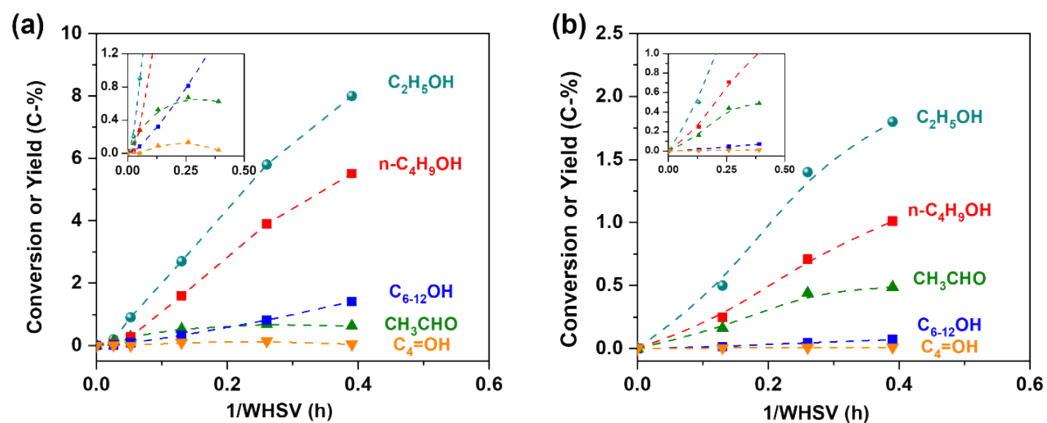 (a)
Conversion or Yield (C-%)
10
8
6
4
2
0
1.2
0.8
0.4
0.0
0.00 0.25 0.50
C₂H₅OH
n-C₄H₉OH
C₆₋₁₂OH
CH₃CHO
C₄=OH
0.0 0.2 0.4 0.6
1/WHSV (h)
(b)
Conversion or Yield (C-%)
2.5
2.0
1.5
1.0
0.5
0.0
1.0
0.8
0.6
0.4
0.2
0.0
0.00 0.25 0.50
C₂H₅OH
n-C₄H₉OH
CH₃CHO
C₆₋₁₂OH
C₄=OH
0.0 0.2 0.4 0.6
1/WHSV (h)